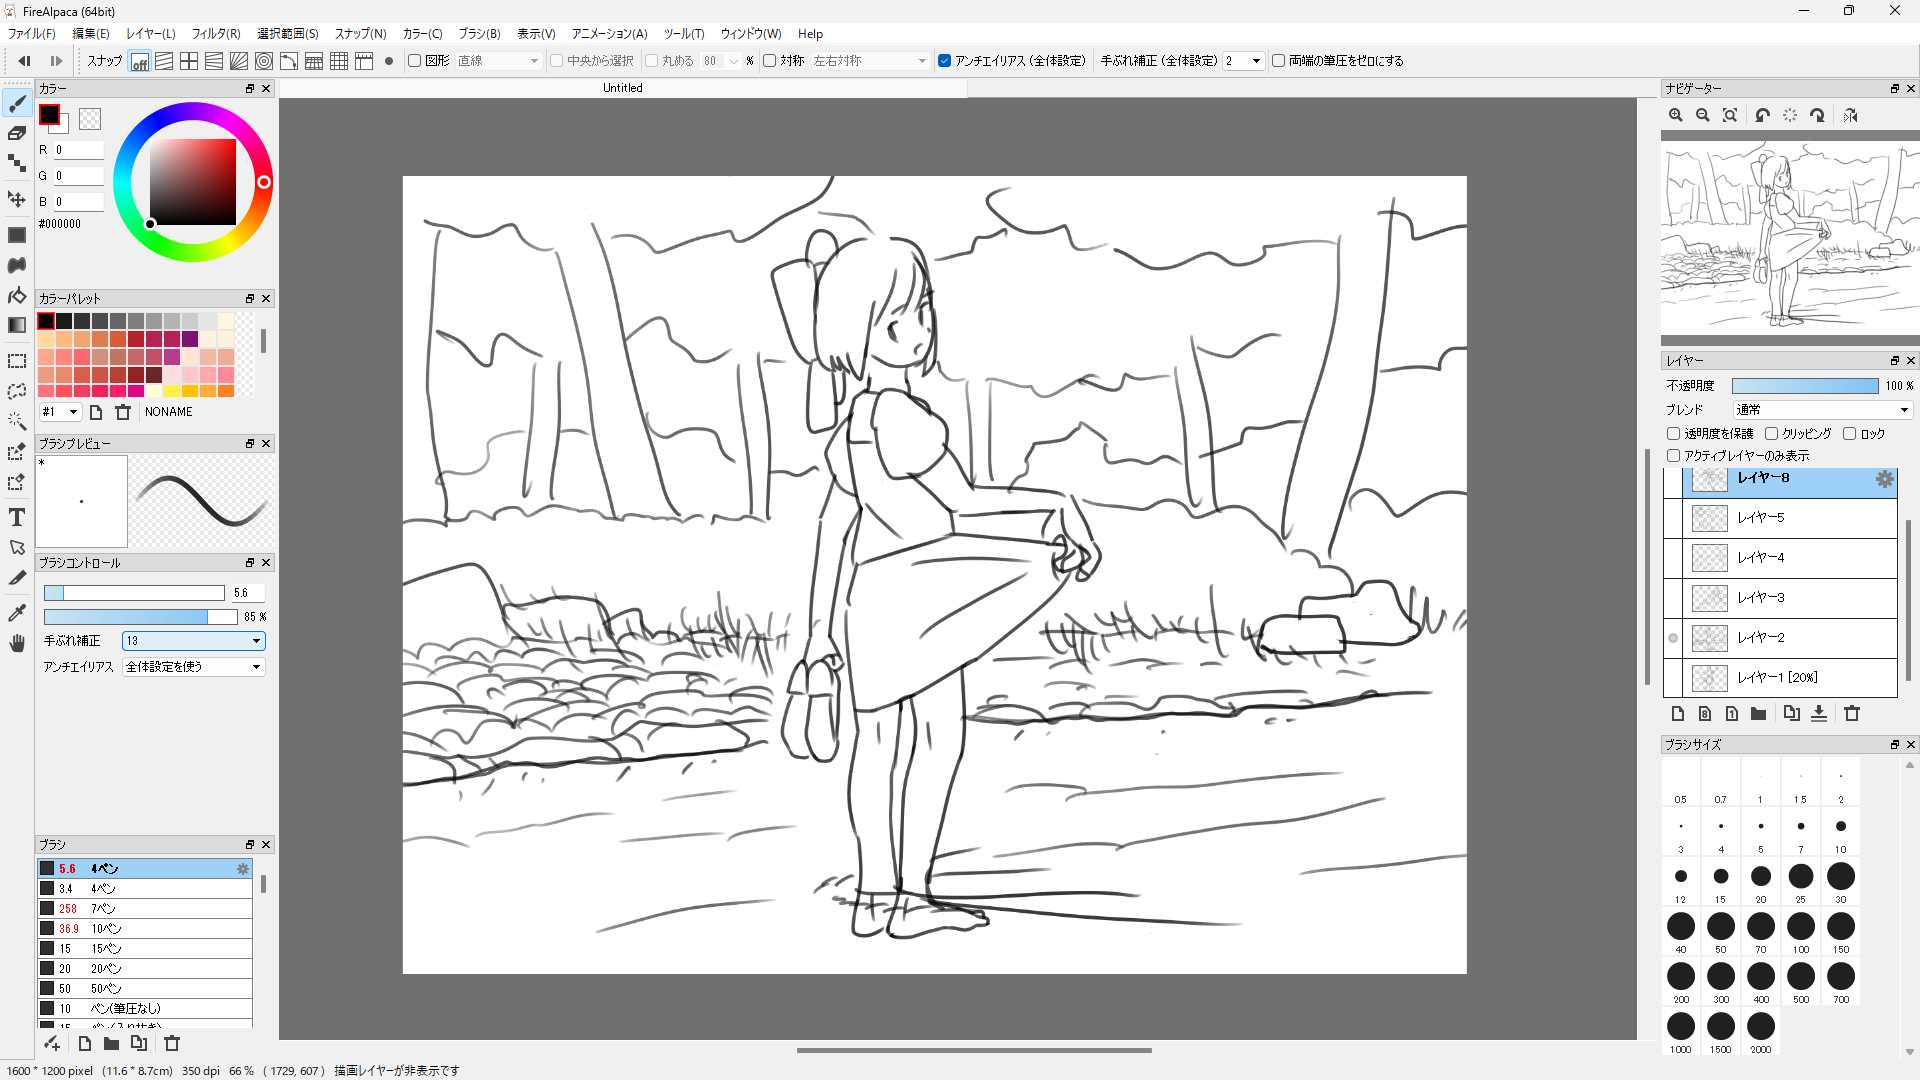 FireAlpaca (64bit)
ファイル(F) 編集(E) レイヤー(L) フィルタ(R) 選択範囲(S) スナップ(N) カラー(C) ブラシ(B) 表示(V) アニメーション(A) ツール(T) ウィンドウ(W) Help
スナップ off 図形 直線 中央から選択 丸める 80 % 対称 左右対称 アンチエイリアス (全体設定) 手ぶれ補正 (全体設定) 2 両端の筆圧をゼロにする
カラー
R 0
G 0
B 0
#000000
カラーパレット
#1 NONAME
ブラシプレビュー
*
ブラシコントロール
5.6
85 %
手ぶれ補正 13
アンチエイリアス 全体設定を使う
ブラシ
5.6 4ペン
3.4 4ペン
258 7ペン
36.9 10ペン
15 15ペン
20 20ペン
50 50ペン
10 ペン(筆圧なし)
15 ペン(入り抜き)
Untitled
ナビゲーター
レイヤー
不透明度 100 %
ブレンド 通常
透明度を保護 クリッピング ロック
アクティブレイヤーのみ表示
レイヤー8
レイヤー5
レイヤー4
レイヤー3
レイヤー2
レイヤー1 [20%]
8 1
ブラシサイズ
0.5 0.7 1 1.5 2
3 4 5 7 10
12 15 20 25 30
40 50 70 100 150
200 300 400 500 700
1000 1500 2000
1600 * 1200 pixel (11.6 * 8.7cm) 350 dpi 66 % ( 1729, 607 ) 描画レイヤーが非表示です